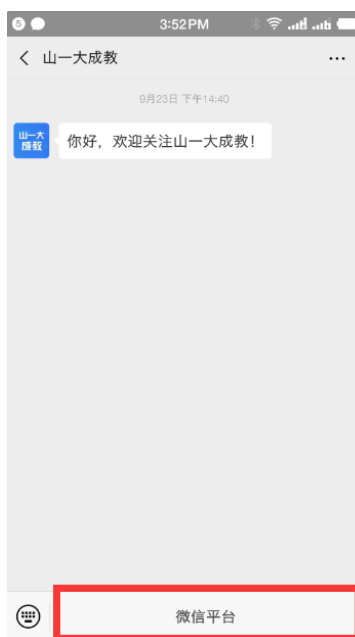 5 3:52PM
山一大成教 ...
9月23日 下午14:40
山一大
成教
你好，欢迎关注山一大成教！
微信平台